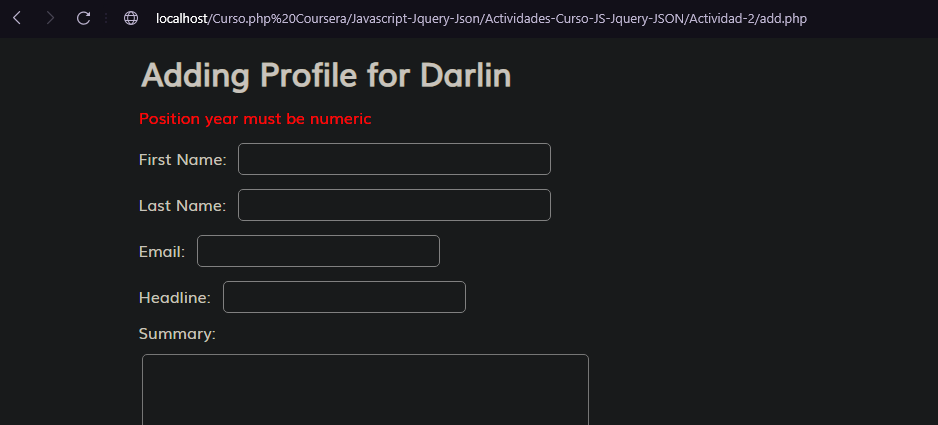 localhost/Curso.php%20Coursera/Javascript-Jquery-Json/Actividades-Curso-JS-Jquery-JSON/Actividad-2/add.php
Adding Profile for Darlin
Position year must be numeric
First Name:
Last Name:
Email:
Headline:
Summary: